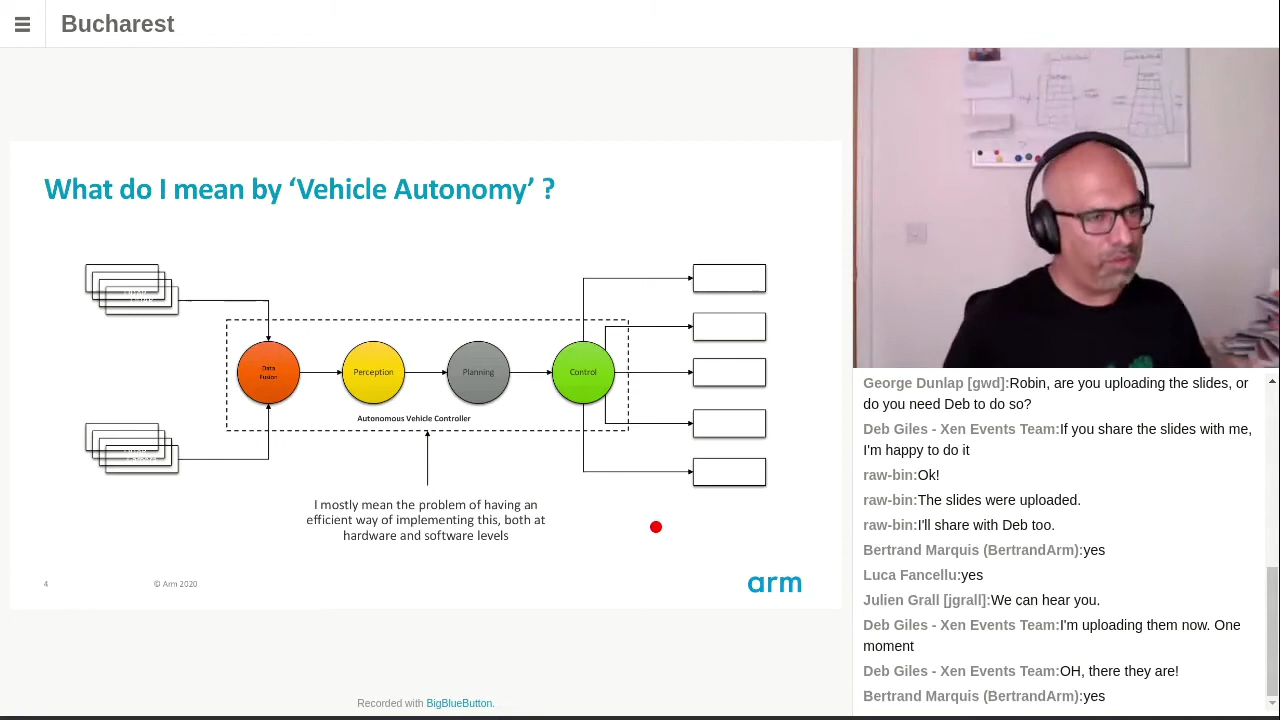 Bucharest
What do I mean by ‘Vehicle Autonomy’ ?
Data
Fusion
Perception
Planning
Control
Autonomous Vehicle Controller
I mostly mean the problem of having an
efficient way of implementing this, both at
hardware and software levels
4
© Arm 2020
arm
Recorded with BigBlueButton.
George Dunlap [gwd]:Robin, are you uploading the slides, or
do you need Deb to do so?
Deb Giles - Xen Events Team:If you share the slides with me,
I'm happy to do it
raw-bin:Ok!
raw-bin:The slides were uploaded.
raw-bin:I'll share with Deb too.
Bertrand Marquis (BertrandArm):yes
Luca Fancellu:yes
Julien Grall [jgrall]:We can hear you.
Deb Giles - Xen Events Team:I'm uploading them now. One
moment
Deb Giles - Xen Events Team:OH, there they are!
Bertrand Marquis (BertrandArm):yes